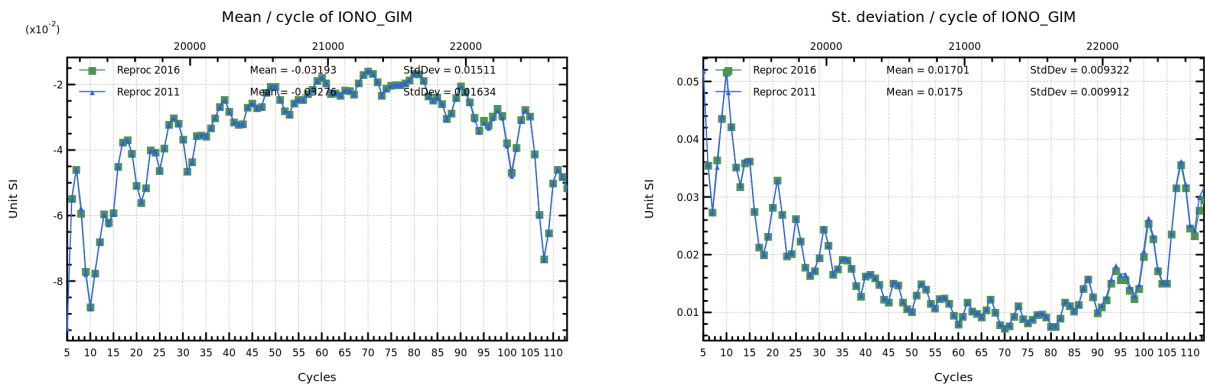 Mean / cycle of IONO_GIM
(x10-2)
20000 21000 22000
Reproc 2016 Mean = -0.03193 StdDev = 0.01511
Reproc 2011 Mean = -0.03276 StdDev = 0.01634
-2
-4
-6
-8
Unit SI
5 10 15 20 25 30 35 40 45 50 55 60 65 70 75 80 85 90 95 100 105 110
Cycles
St. deviation / cycle of IONO_GIM
20000 21000 22000
Reproc 2016 Mean = 0.01701 StdDev = 0.009322
Reproc 2011 Mean = 0.0175 StdDev = 0.009912
0.05
0.04
0.03
0.02
0.01
Unit SI
5 10 15 20 25 30 35 40 45 50 55 60 65 70 75 80 85 90 95 100 105 110
Cycles